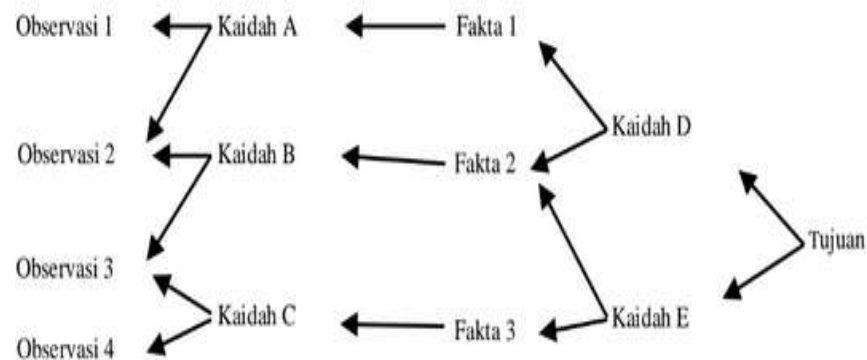 Observasi 1
Kaidah A
Fakta 1
Kaidah D
Observasi 2
Kaidah B
Fakta 2
Tujuan
Observasi 3
Kaidah C
Fakta 3
Kaidah E
Observasi 4